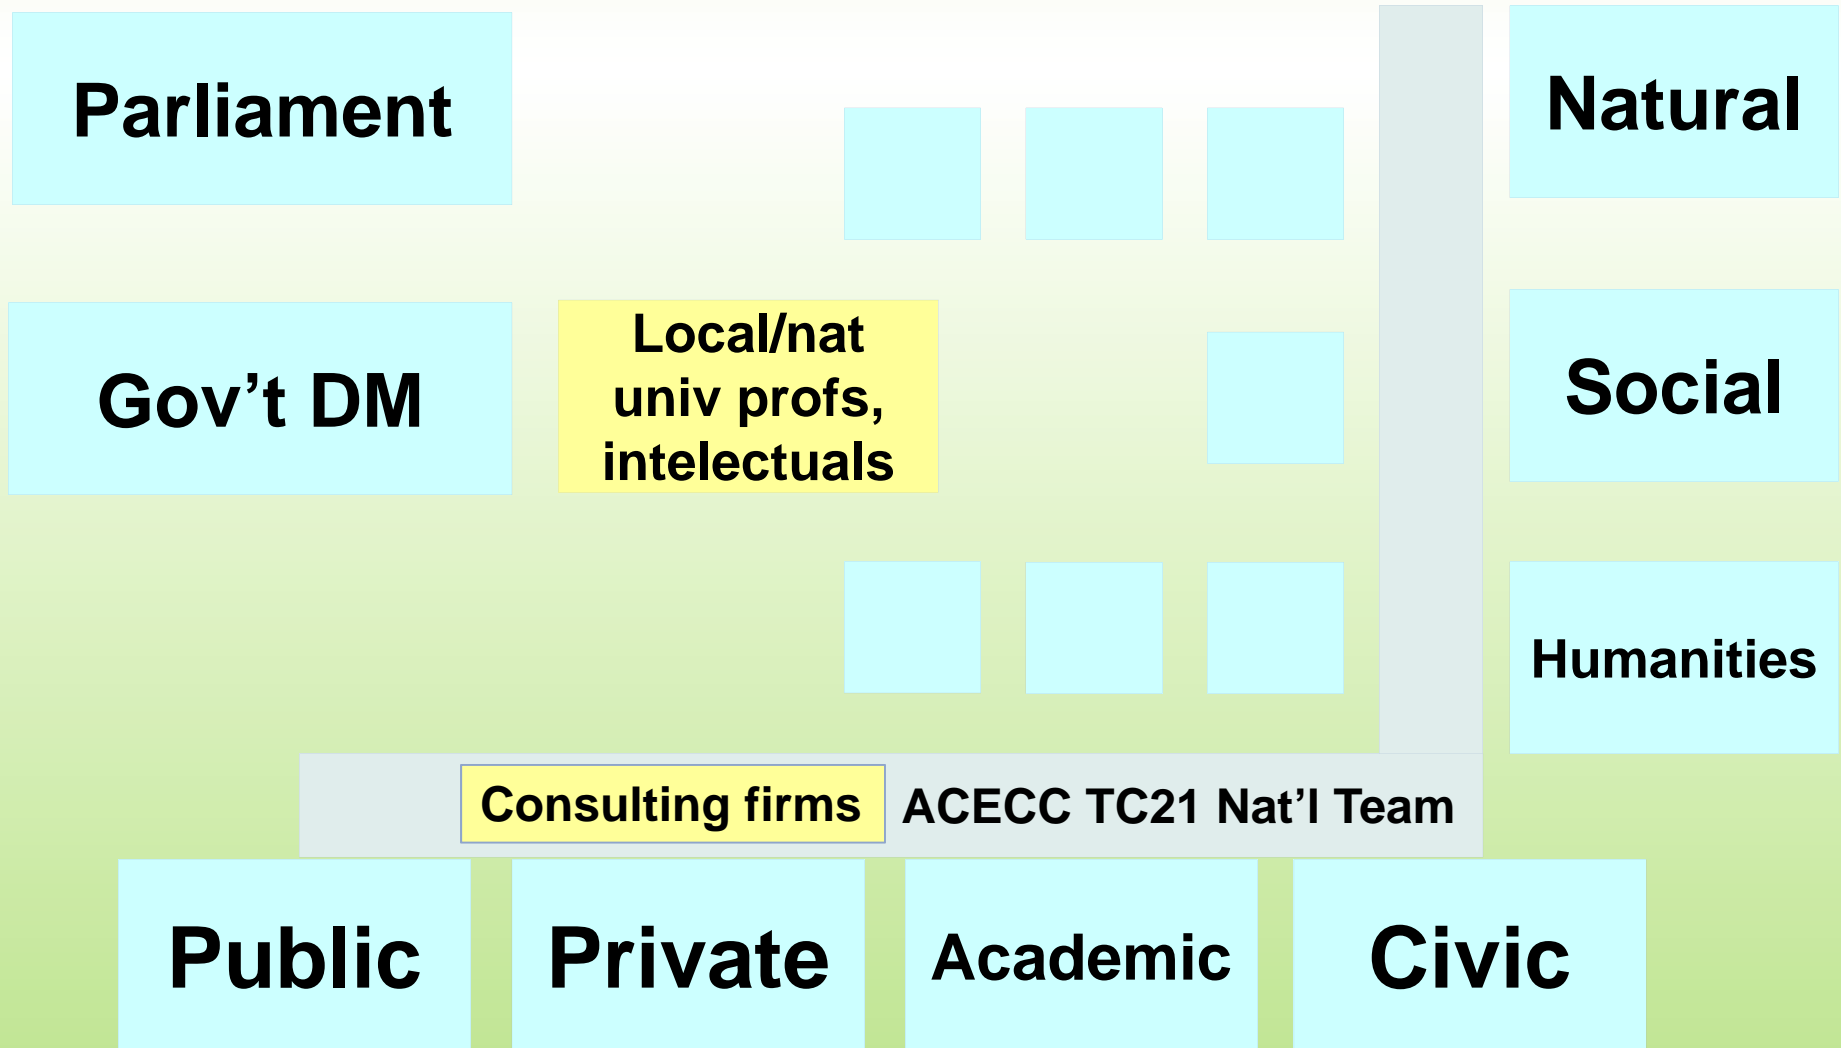 Parliament
Natural
Gov’t DM
Local/nat
univ profs,
intelectuals
Social
Humanities
Consulting firms
ACECC TC21 Nat’l Team
Public
Private
Academic
Civic